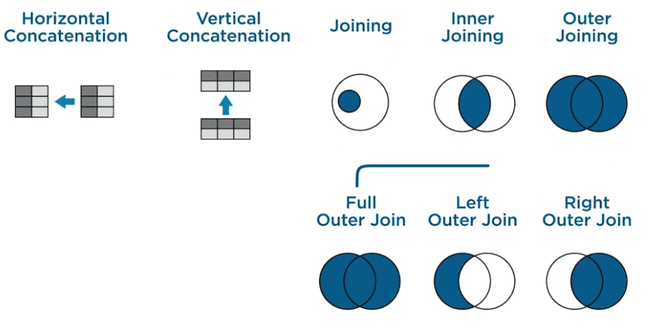 Horizontal
Concatenation
Vertical
Concatenation
Joining
Inner
Joining
Outer
Joining
Full
Outer Join
Left
Outer Join
Right
Outer Join